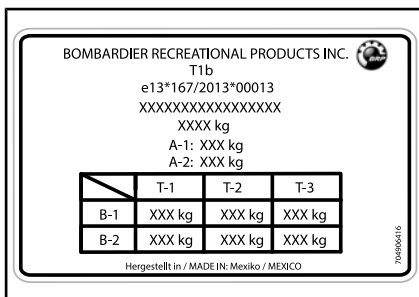 BOMBARDIER RECREATIONAL PRODUCTS INC.
BRP
T1b
e13*167/2013*00013
XXXXXXXXXXXXXXXXX
XXXX kg
A-1: XXX kg
A-2: XXX kg
T-1 T-2 T-3
B-1 XXX kg XXX kg XXX kg
B-2 XXX kg XXX kg XXX kg
Hergestellt in / MADE IN: Mexiko / MEXICO
704906416